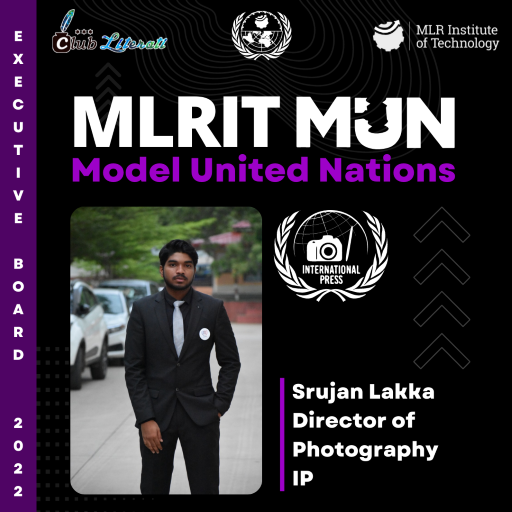 EXECUTIVE BOARD 2022
Club Literati
MLR Institute
of Technology
MLRIT MUN
Model United Nations
INTERNATIONAL
PRESS
Srujan Lakka
Director of
Photography
IP